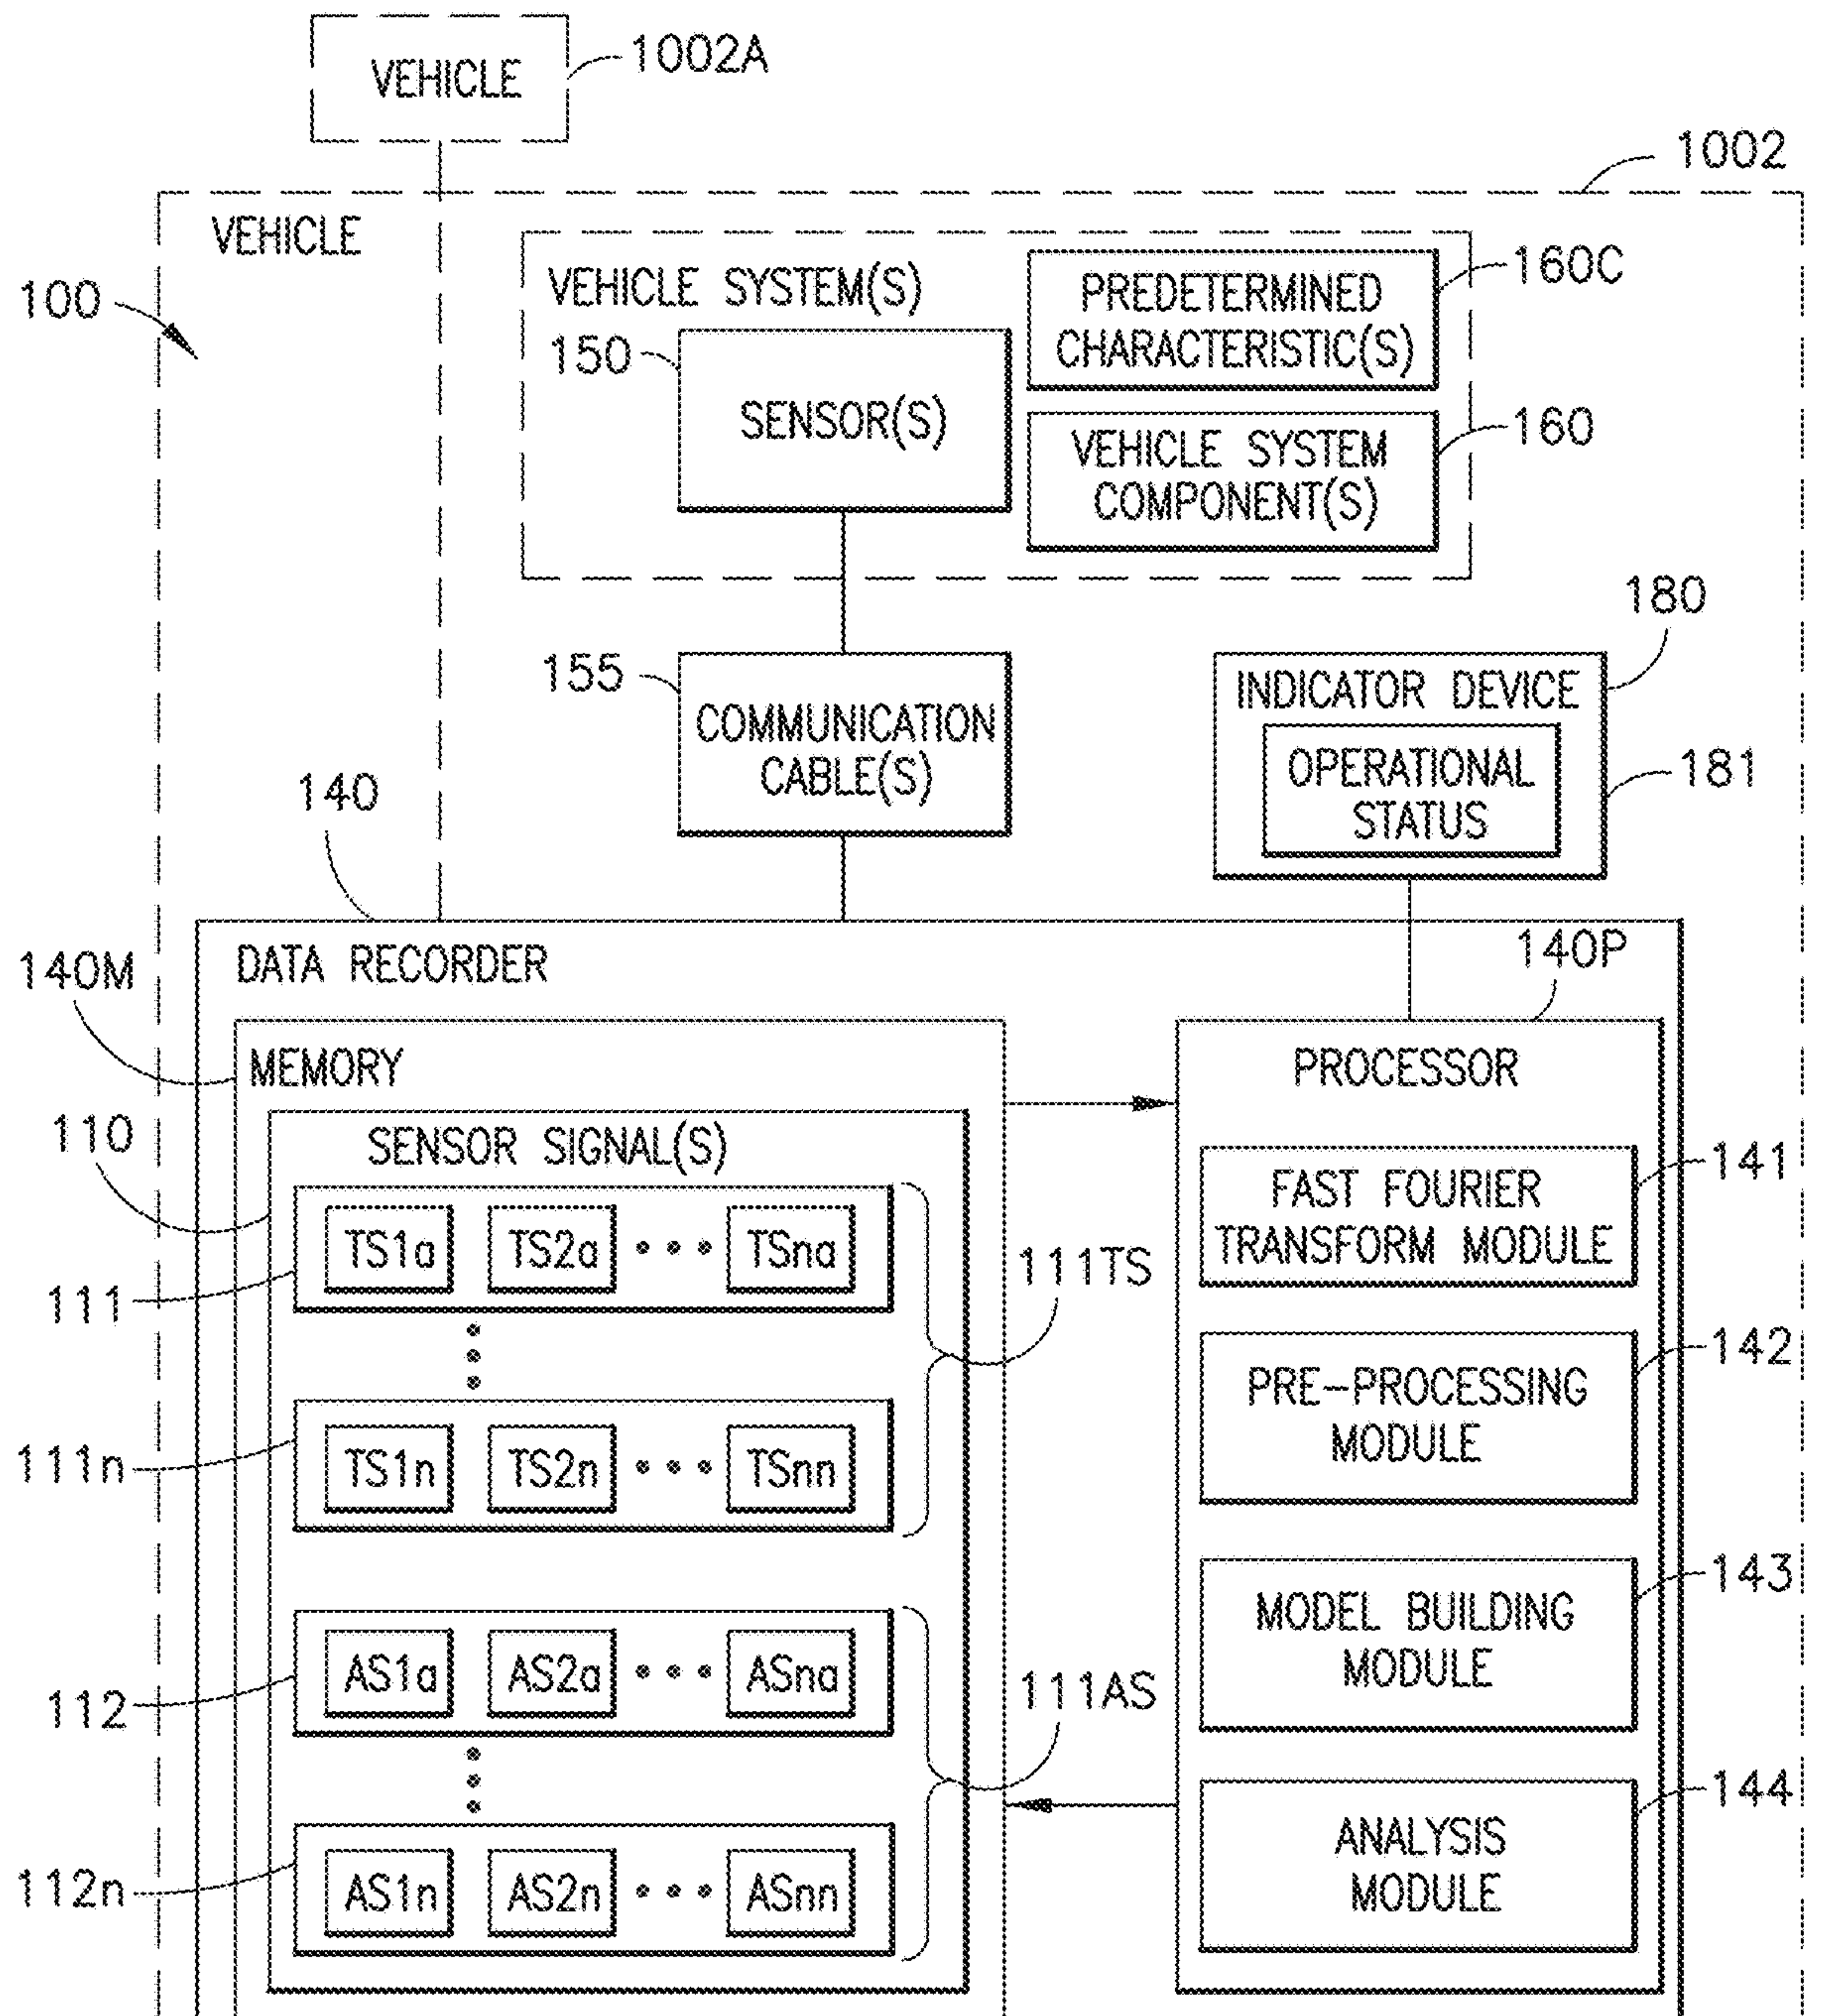 VEHICLE
1002A
1002
VEHICLE
100
VEHICLE SYSTEM(S)
150
SENSOR(S)
PREDETERMINED
CHARACTERISTIC(S)
160C
VEHICLE SYSTEM
COMPONENT(S)
160
155
COMMUNICATION
CABLE(S)
180
INDICATOR DEVICE
OPERATIONAL
STATUS
181
140
DATA RECORDER
140M
MEMORY
110
SENSOR SIGNAL(S)
TS1a TS2a ••• TSna
111
111TS
TS1n TS2n ••• TSnn
111n
AS1a AS2a ••• ASna
112
111AS
AS1n AS2n ••• ASnn
112n
140P
PROCESSOR
FAST FOURIER
TRANSFORM MODULE
141
PRE-PROCESSING
MODULE
142
MODEL BUILDING
MODULE
143
ANALYSIS
MODULE
144